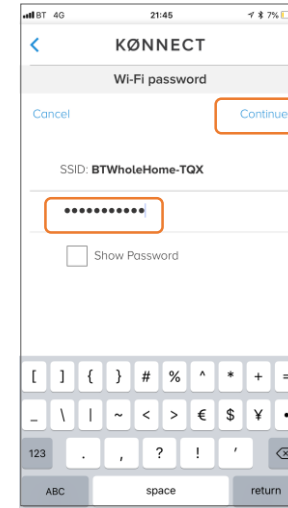 BT 4G 21:45 7%
KØNNECT
Wi-Fi password
Cancel Continue
SSID: BTWholeHome-TQX
•••••••••••
Show Password
[ ] { } # % ^ * + =
_ \ | ~ < > € $ ¥ •
123 . , ? ! '
ABC space return